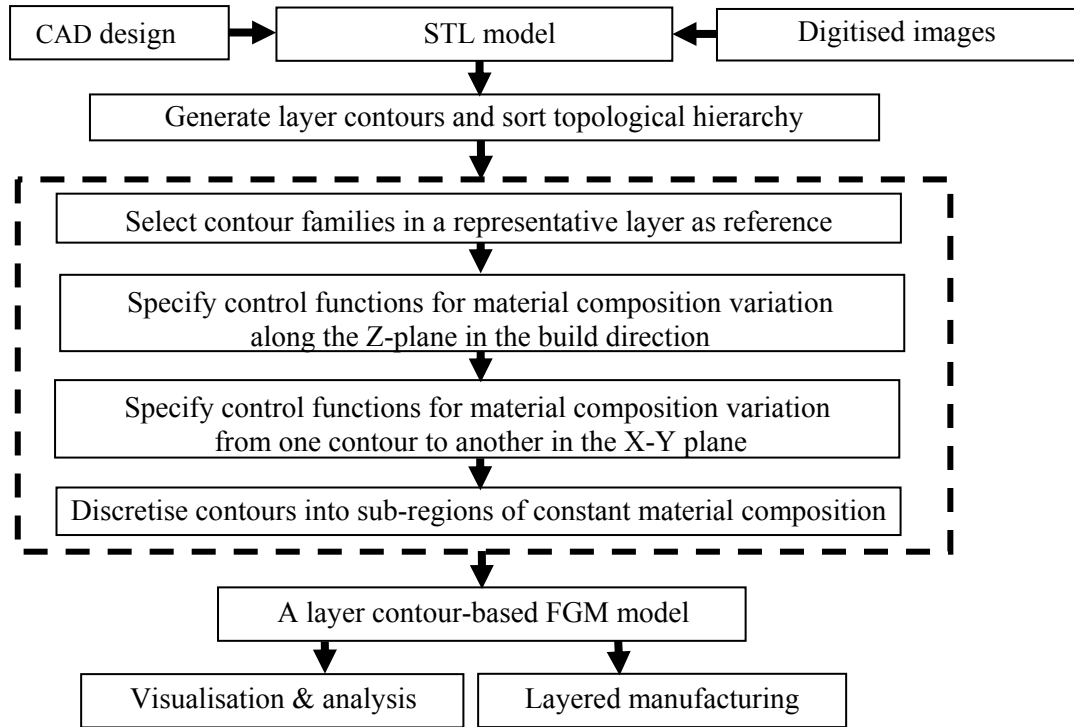 CAD design
STL model
Digitised images
Generate layer contours and sort topological hierarchy
Select contour families in a representative layer as reference
Specify control functions for material composition variation
along the Z-plane in the build direction
Specify control functions for material composition variation
from one contour to another in the X-Y plane
Discretise contours into sub-regions of constant material composition
A layer contour-based FGM model
Visualisation & analysis
Layered manufacturing